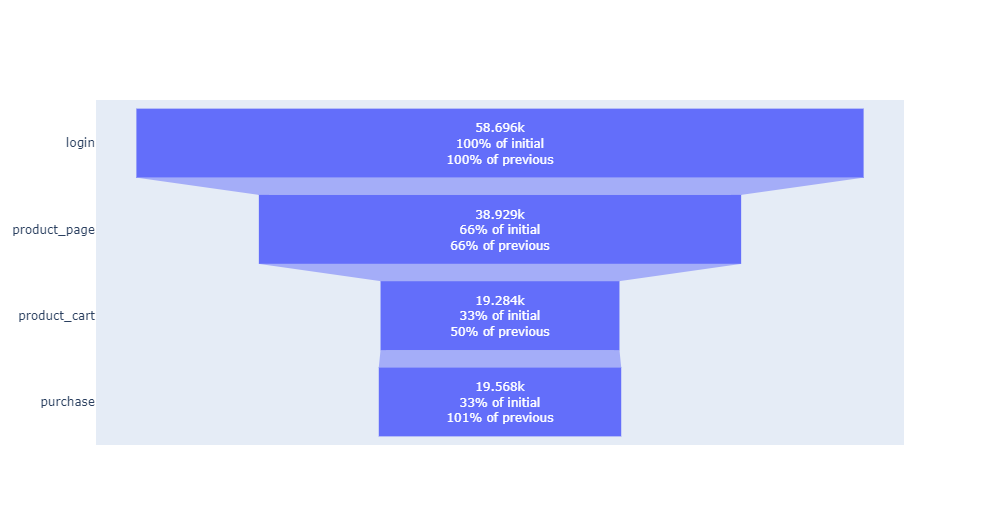 login
58.696k
100% of initial
100% of previous
product_page
38.929k
66% of initial
66% of previous
product_cart
19.284k
33% of initial
50% of previous
purchase
19.568k
33% of initial
101% of previous